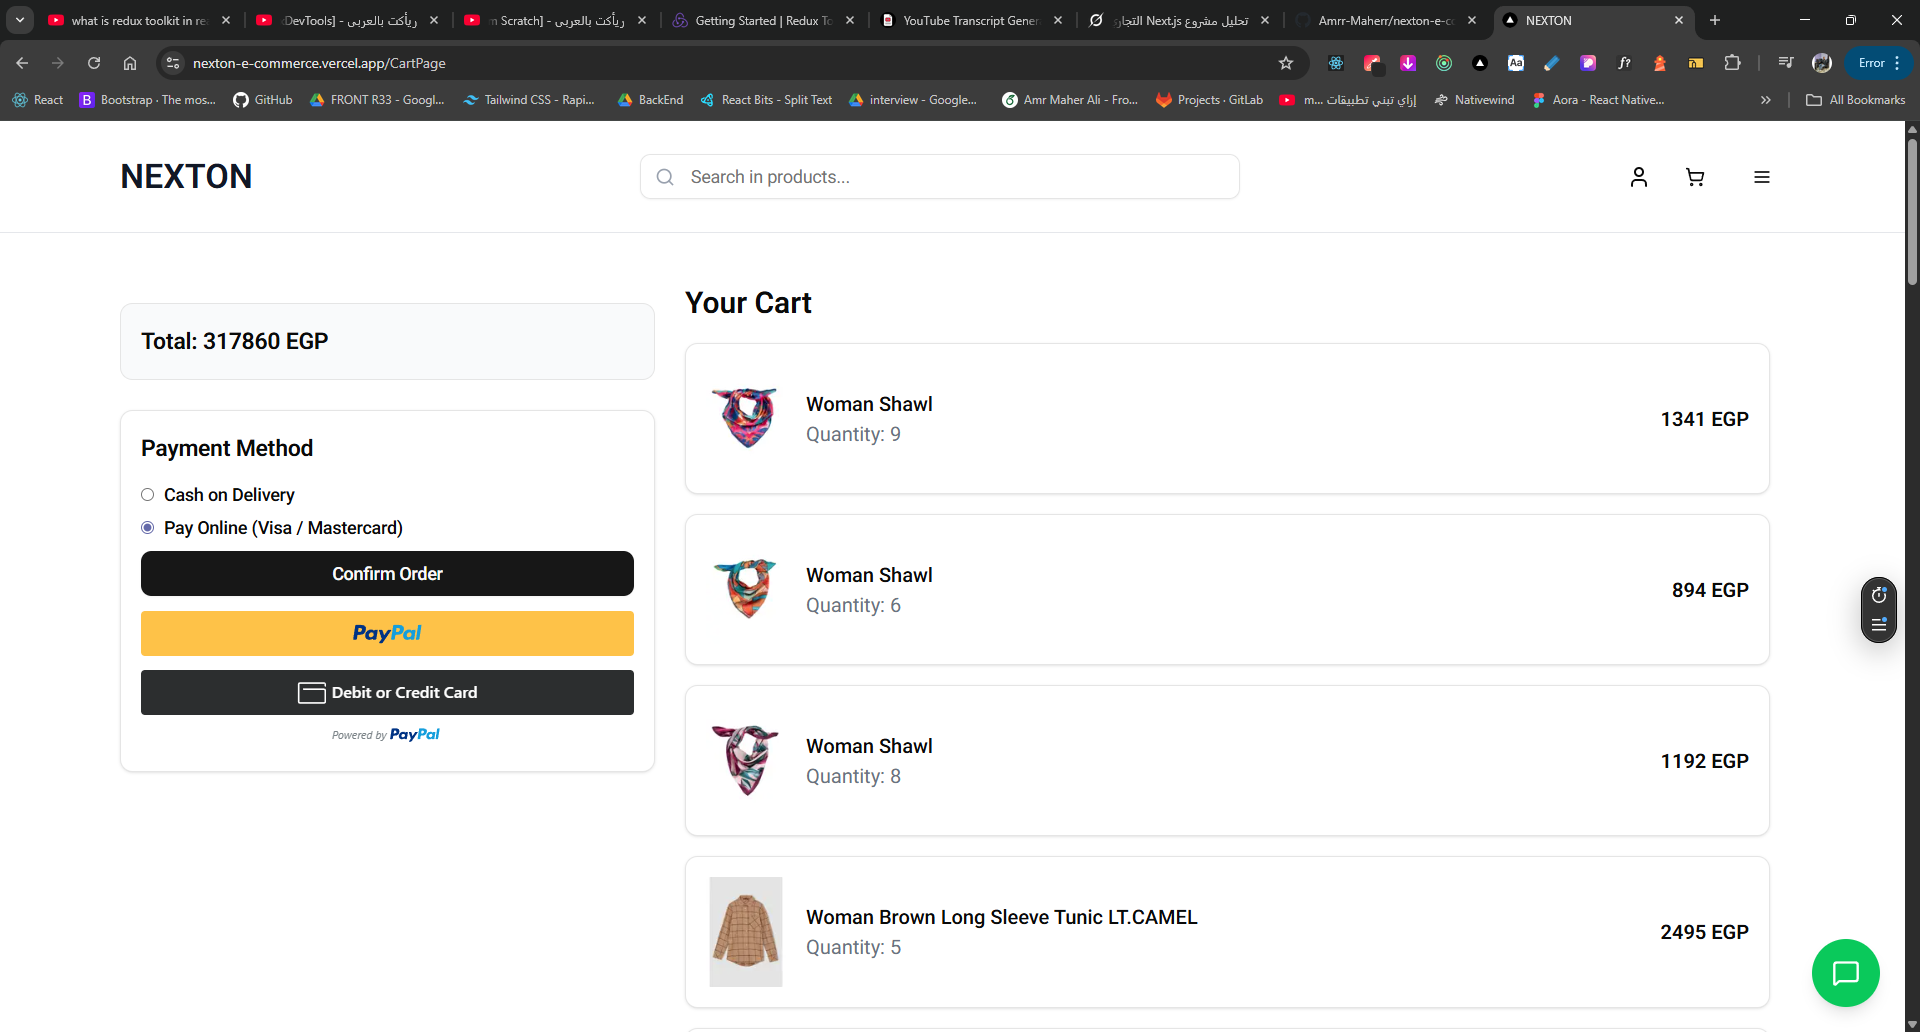 what is redux toolkit in re
DevTools] - رياكت بالعربى
m Scratch] - رياكت بالعربى
Getting Started | Redux To
YouTube Transcript Gener
تحليل مشروع Next.js التجاري
Amrr-Maherr/nexton-e-co
NEXTON
nexton-e-commerce.vercel.app/CartPage
Aa
f?
Error
React
B Bootstrap · The mos...
GitHub
FRONT R33 - Googl...
Tailwind CSS - Rapi...
BackEnd
React Bits - Split Text
interview - Google...
Amr Maher Ali - Fro...
Projects · GitLab
m... إزاي تبني تطبيقات
Nativewind
Aora - React Native...
All Bookmarks
NEXTON
Search in products...
Your Cart
Total: 317860 EGP
Payment Method
Cash on Delivery
Pay Online (Visa / Mastercard)
Confirm Order
PayPal
Debit or Credit Card
Powered by PayPal
Woman Shawl
Quantity: 9
1341 EGP
Woman Shawl
Quantity: 6
894 EGP
Woman Shawl
Quantity: 8
1192 EGP
Woman Brown Long Sleeve Tunic LT.CAMEL
Quantity: 5
2495 EGP